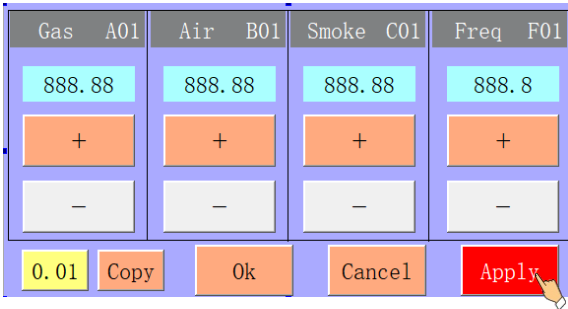 Gas A01 Air B01 Smoke C01 Freq F01
888.88 888.88 888.88 888.8
+ + + +
- - - -
0.01 Copy Ok Cancel Apply